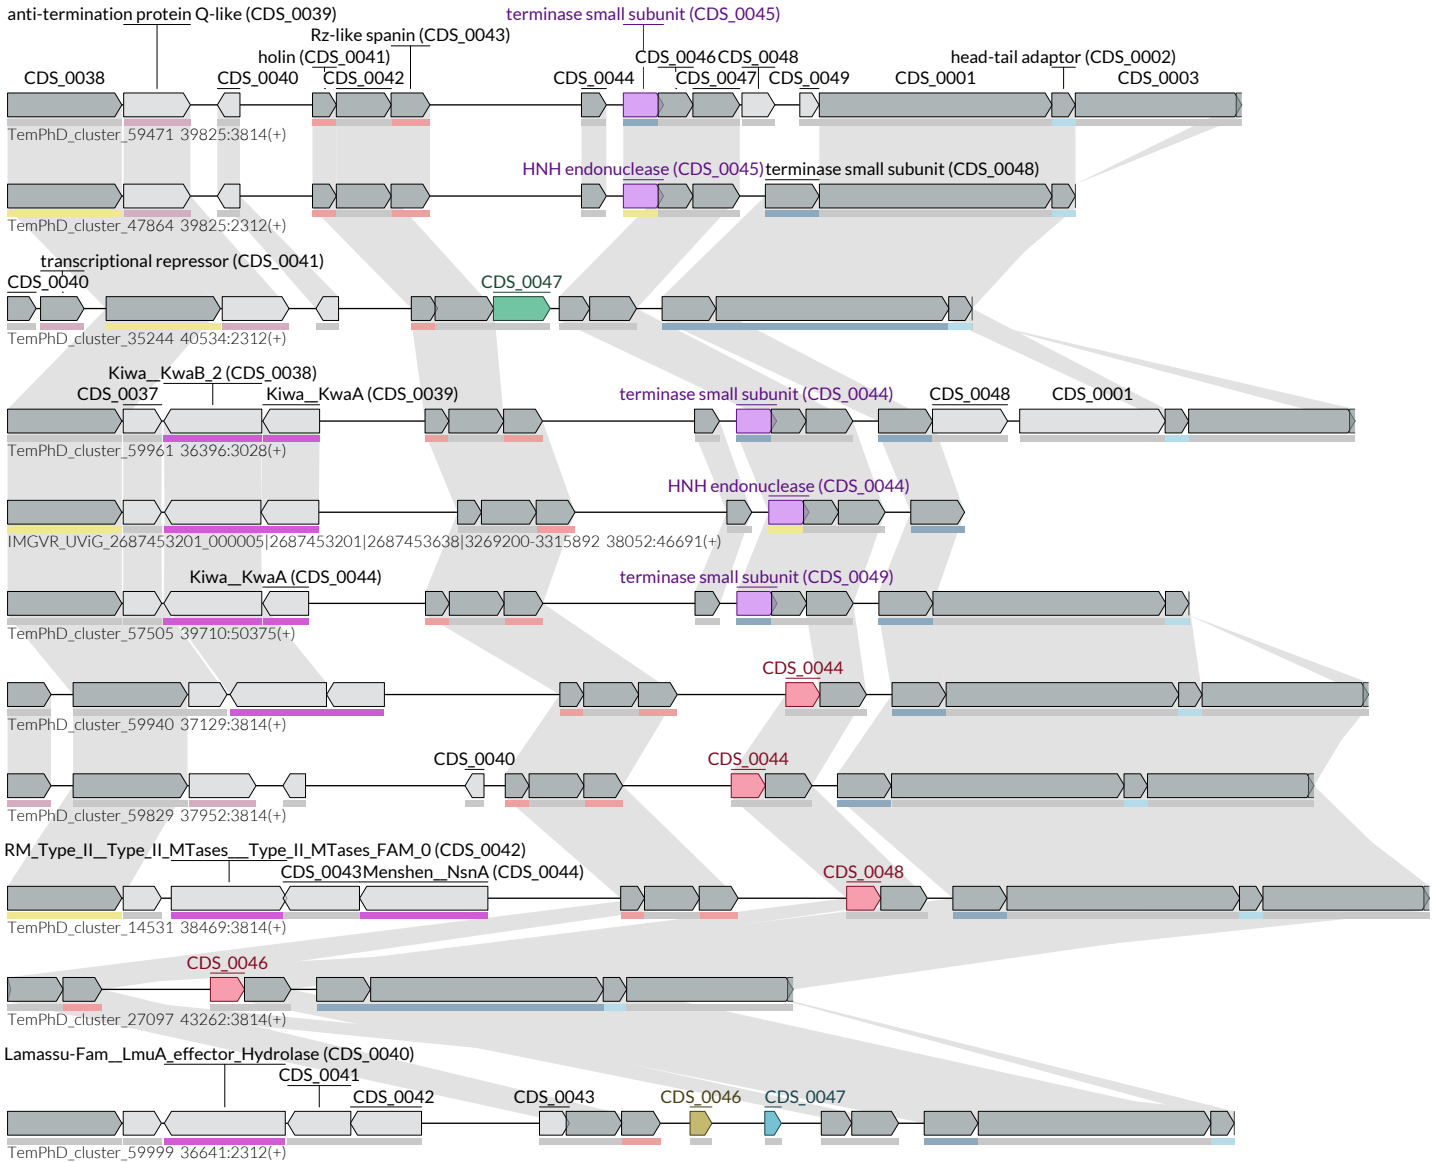 anti-termination protein Q-like (CDS_0039)
terminase small subunit (CDS_0045)
Rz-like spanin (CDS_0043)
holin (CDS_0041)
CDS_0046 CDS_0048
head-tail adaptor (CDS_0002)
CDS_0038
CDS_0040
CDS_0042
CDS_0044
CDS_0047
CDS_0049
CDS_0001
CDS_0003
TemPhD_cluster_59471 39825:3814(+)
HNH endonuclease (CDS_0045)
terminase small subunit (CDS_0048)
TemPhD_cluster_47864 39825:2312(+)
transcriptional repressor (CDS_0041)
CDS_0040
CDS_0047
TemPhD_cluster_35244 40534:2312(+)
Kiwa__KwaB_2 (CDS_0038)
CDS_0037
Kiwa__KwaA (CDS_0039)
terminase small subunit (CDS_0044)
CDS_0048
CDS_0001
TemPhD_cluster_59961 36396:3028(+)
HNH endonuclease (CDS_0044)
IMGVR_UViG_2687453201_000005|2687453201|2687453638|3269200-3315892 38052:46691(+)
Kiwa__KwaA (CDS_0044)
terminase small subunit (CDS_0049)
TemPhD_cluster_57505 39710:50375(+)
CDS_0044
TemPhD_cluster_59940 37129:3814(+)
CDS_0040
CDS_0044
TemPhD_cluster_59829 37952:3814(+)
RM_Type_II__Type_II_MTases___Type_II_MTases_FAM_0 (CDS_0042)
CDS_0043 Menshen__NsnA (CDS_0044)
CDS_0048
TemPhD_cluster_14531 38469:3814(+)
CDS_0046
TemPhD_cluster_27097 43262:3814(+)
Lamassu-Fam__LmuA_effector_Hydrolase (CDS_0040)
CDS_0041
CDS_0042
CDS_0043
CDS_0046
CDS_0047
TemPhD_cluster_59999 36641:2312(+)